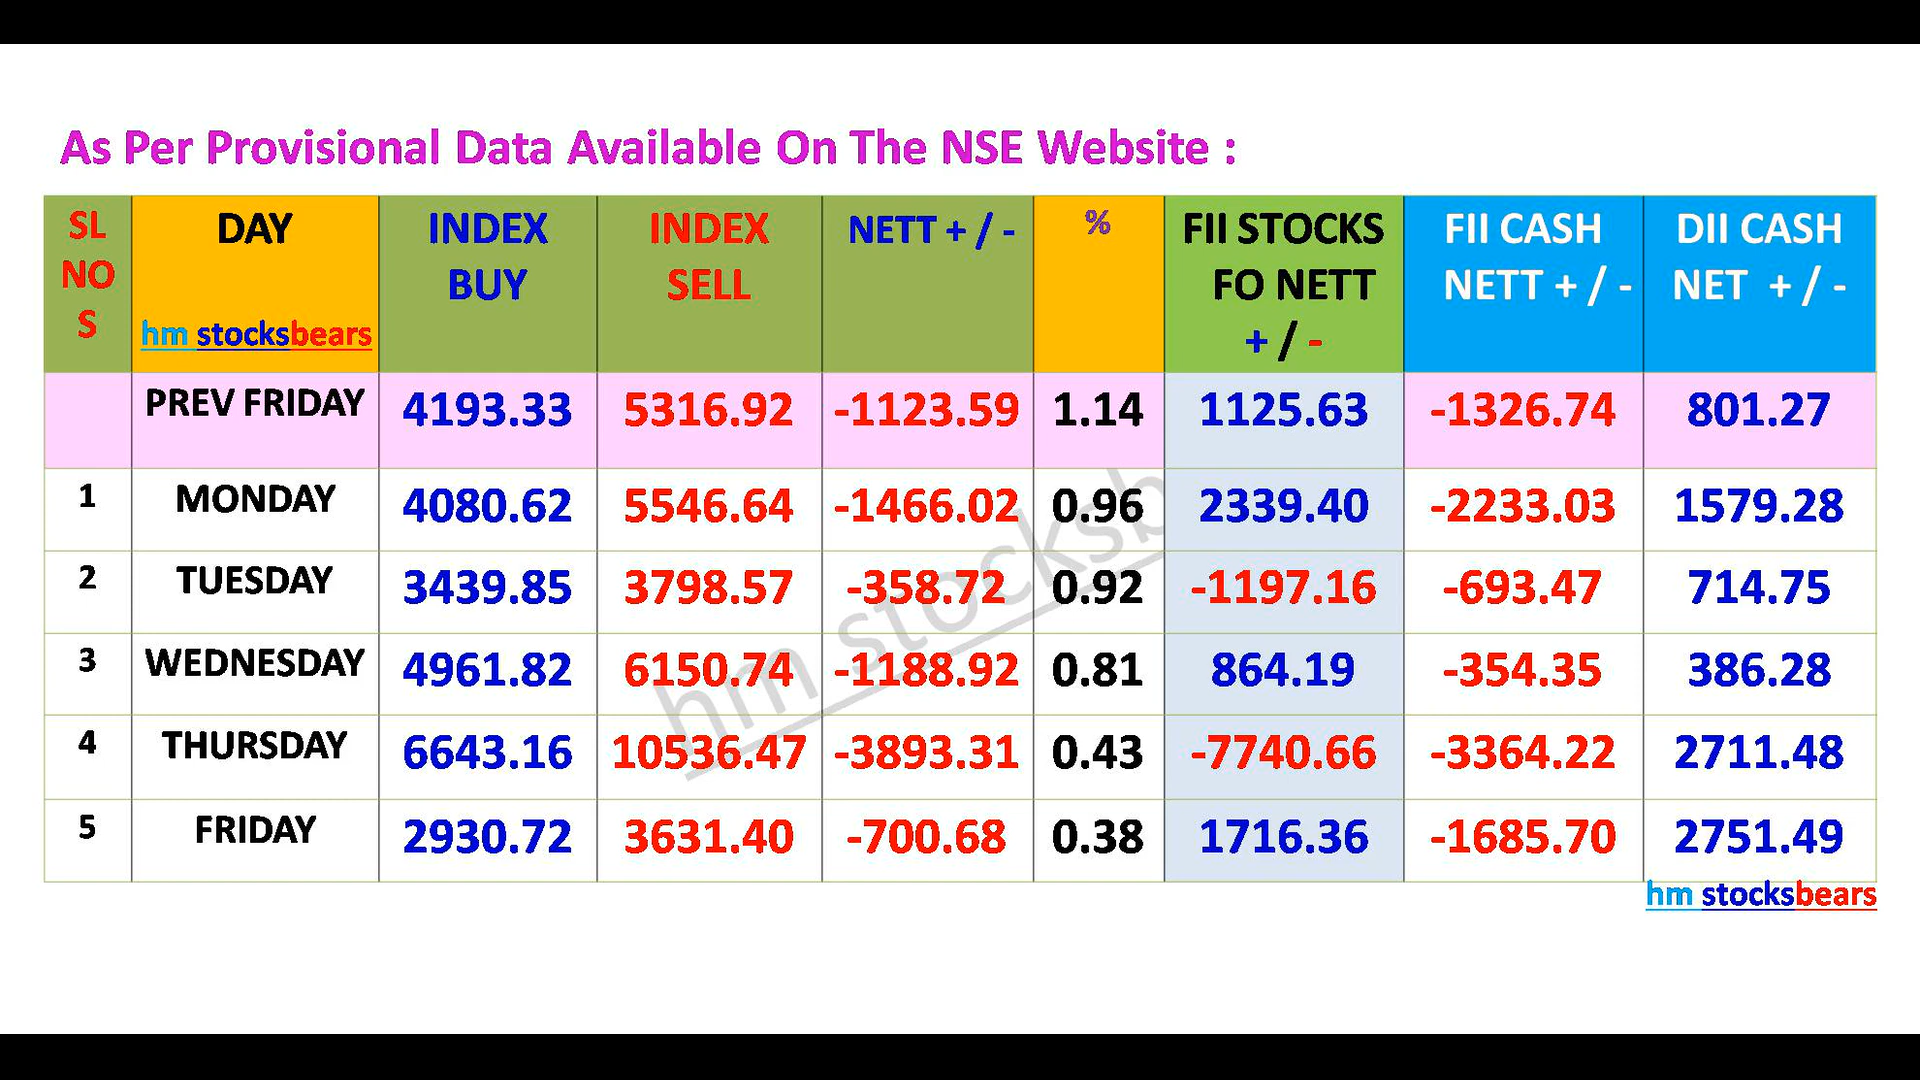 As Per Provisional Data Available On The NSE Website :
SL NO S DAY hm stocksbears INDEX BUY INDEX SELL NETT + / - % FII STOCKS FO NETT + / - FII CASH NETT + / - DII CASH NET + / -
PREV FRIDAY 4193.33 5316.92 -1123.59 1.14 1125.63 -1326.74 801.27
1 MONDAY 4080.62 5546.64 -1466.02 0.96 2339.40 -2233.03 1579.28
2 TUESDAY 3439.85 3798.57 -358.72 0.92 -1197.16 -693.47 714.75
3 WEDNESDAY 4961.82 6150.74 -1188.92 0.81 864.19 -354.35 386.28
4 THURSDAY 6643.16 10536.47 -3893.31 0.43 -7740.66 -3364.22 2711.48
5 FRIDAY 2930.72 3631.40 -700.68 0.38 1716.36 -1685.70 2751.49
hm stocksbears
hm stocksb